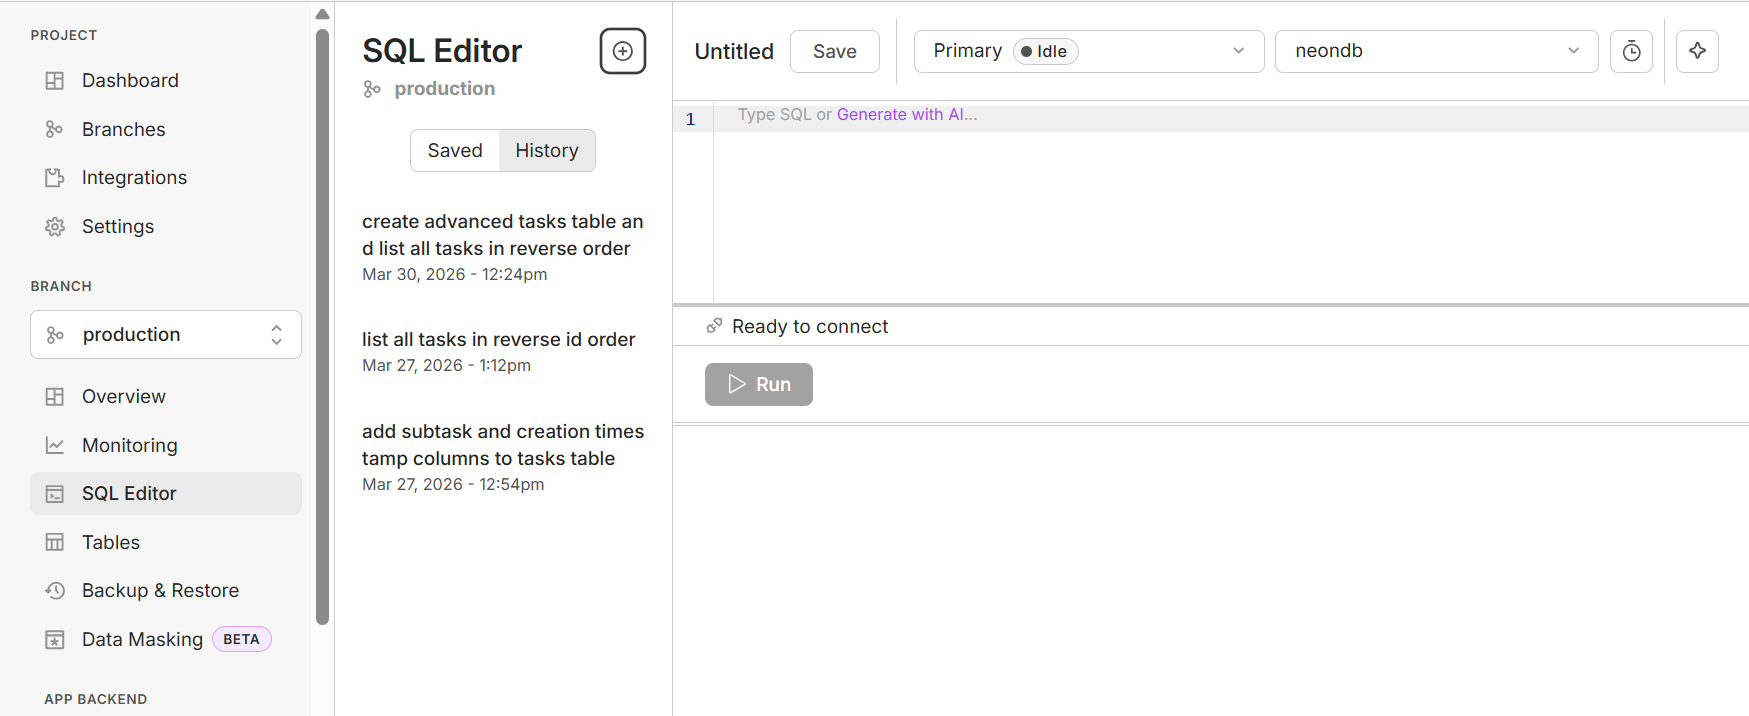 PROJECT
Dashboard
Branches
Integrations
Settings
BRANCH
production
Overview
Monitoring
SQL Editor
Tables
Backup & Restore
Data Masking BETA
APP BACKEND
SQL Editor
production
Saved History
create advanced tasks table an
d list all tasks in reverse order
Mar 30, 2026 - 12:24pm
list all tasks in reverse id order
Mar 27, 2026 - 1:12pm
add subtask and creation times
tamp columns to tasks table
Mar 27, 2026 - 12:54pm
Untitled Save Primary Idle neondb
1 Type SQL or Generate with AI...
Ready to connect
Run